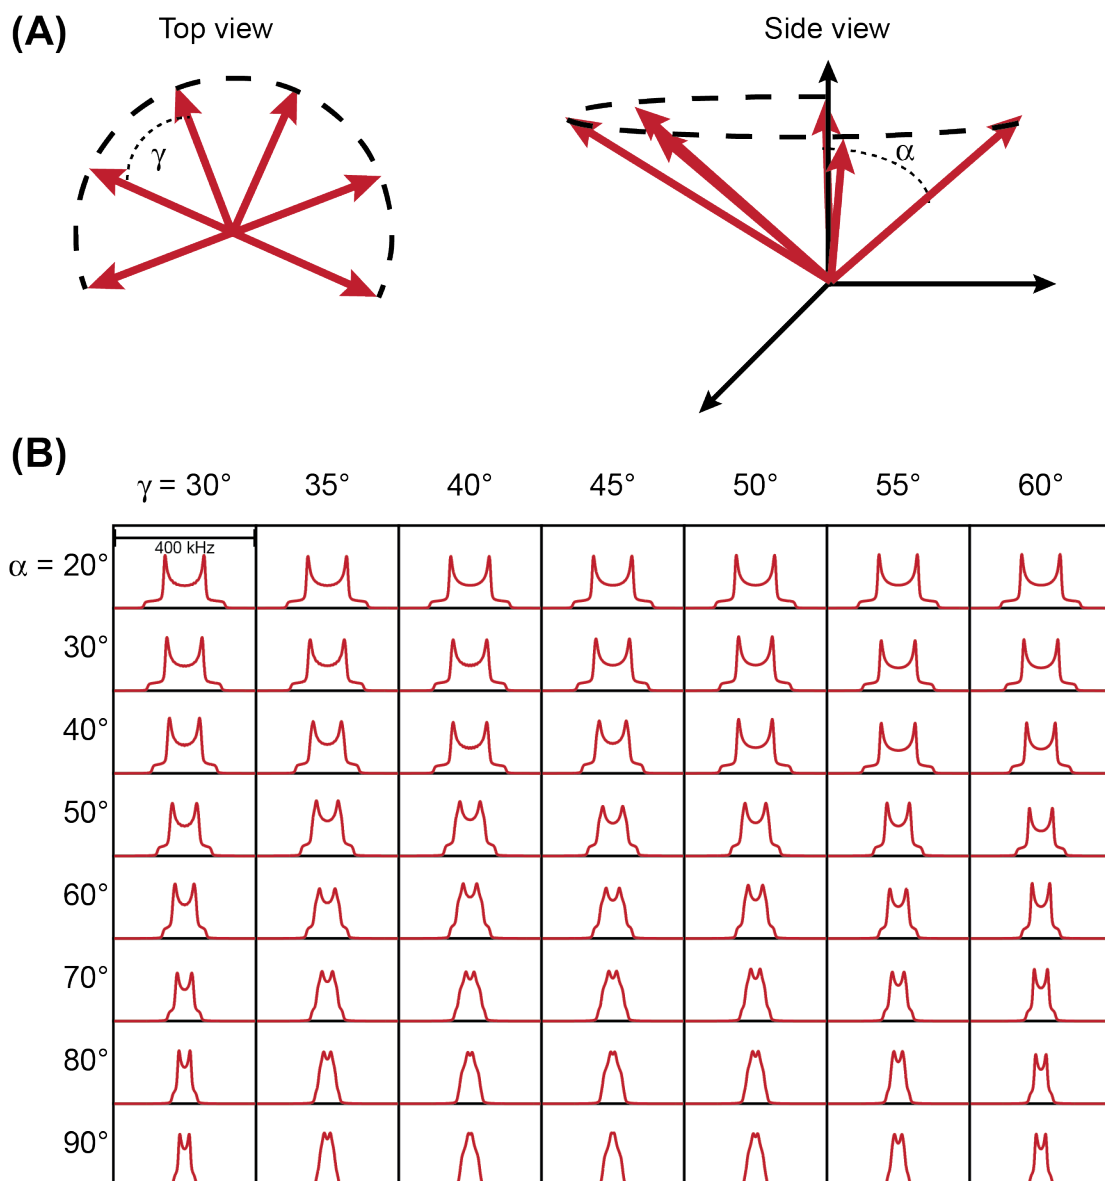 (A) Top view Side view
γ α
(B)
γ = 30° 35° 40° 45° 50° 55° 60°
400 kHz
α = 20°
30°
40°
50°
60°
70°
80°
90°